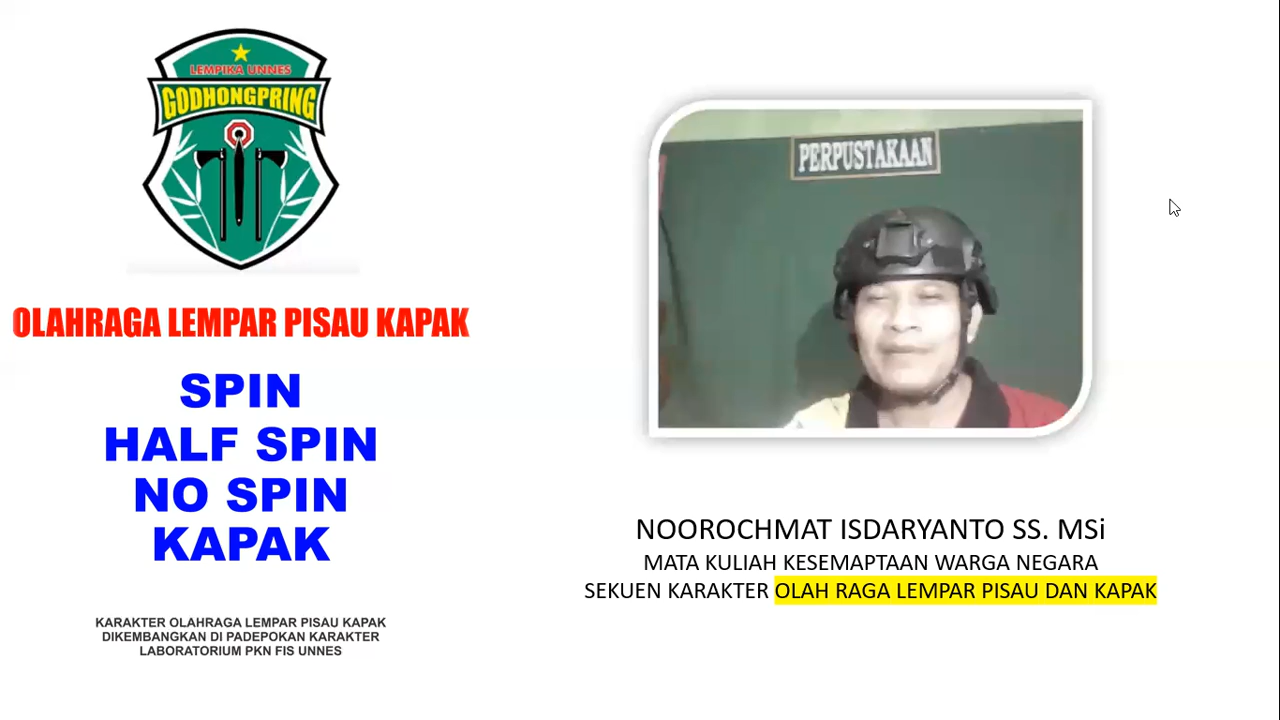 LEMPIKA UNNES
GODHONGPRING
OLAHRAGA LEMPAR PISAU KAPAK
SPIN
HALF SPIN
NO SPIN
KAPAK
KARAKTER OLAHRAGA LEMPAR PISAU KAPAK
DIKEMBANGKAN DI PADEPOKAN KARAKTER
LABORATORIUM PKN FIS UNNES
PERPUSTAKAAN
NOOROCHMAT ISDARYANTO SS. MSi
MATA KULIAH KESEMAPTAAN WARGA NEGARA
SEKUEN KARAKTER OLAH RAGA LEMPAR PISAU DAN KAPAK